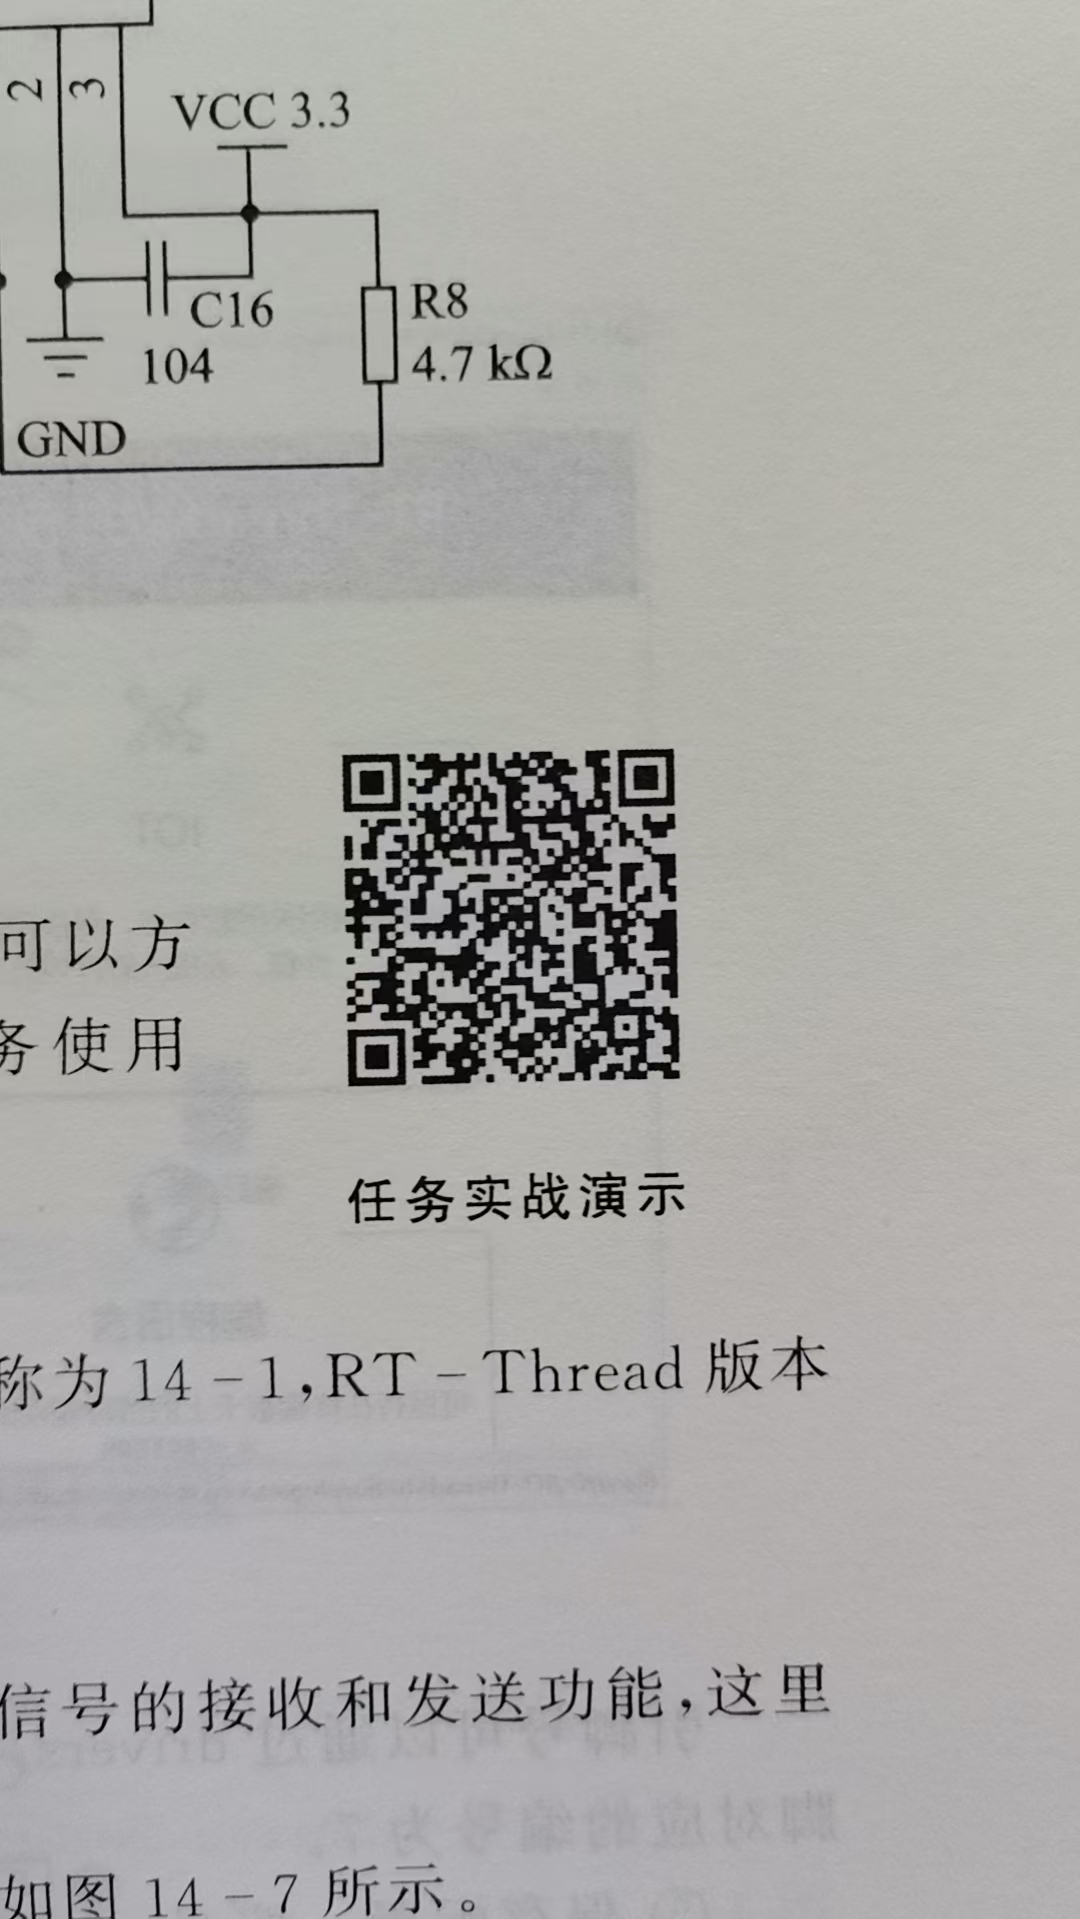 2
3
VCC 3.3
C16
104
R8
4.7 kΩ
GND
可以方
务使用
任务实战演示
称为 14-1,RT-Thread 版本
信号的接收和发送功能,这里
如图 14-7 所示。